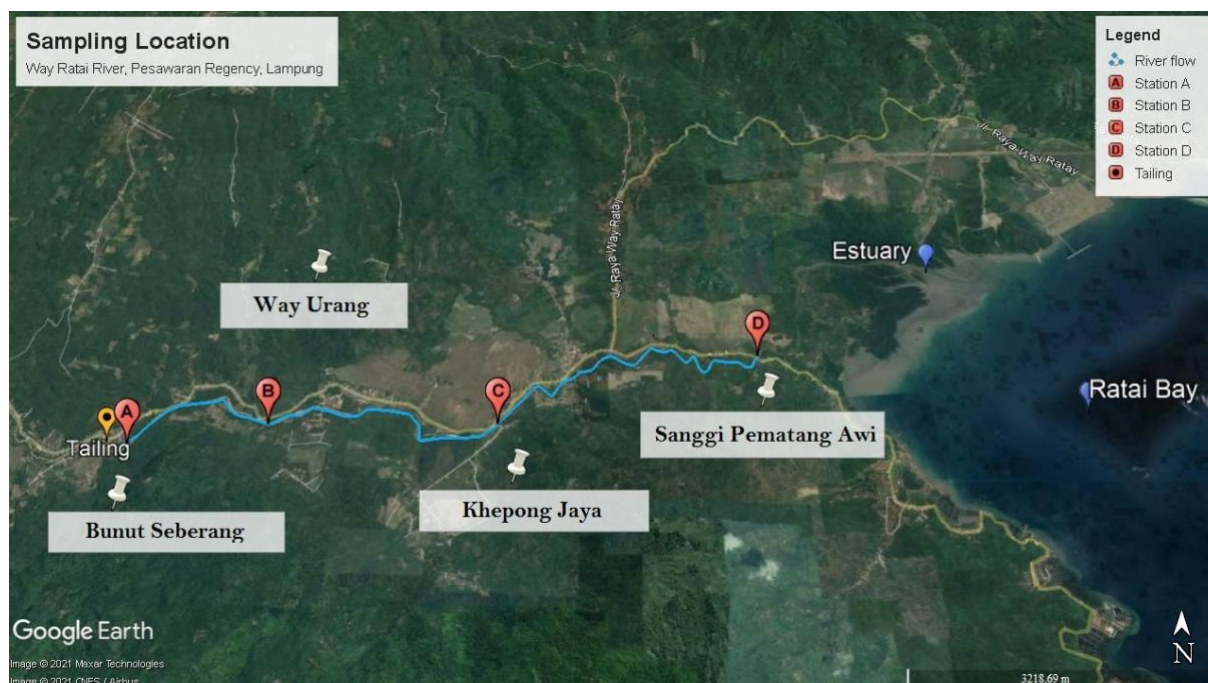 Sampling Location
Way Ratai River, Pesawaran Regency, Lampung
Legend
River flow
A Station A
B Station B
C Station C
D Station D
Tailing
Jl. Raya Way Ratay
Jl. Raya Way Ratay
Estuary
Way Urang
D
Ratai Bay
B
C
A
Tailing
Sanggi Pematang Awi
Khepong Jaya
Bunut Seberang
Google Earth
Image © 2021 Maxar Technologies
Image © 2021 CNES / Airbus
3218.69 m
N